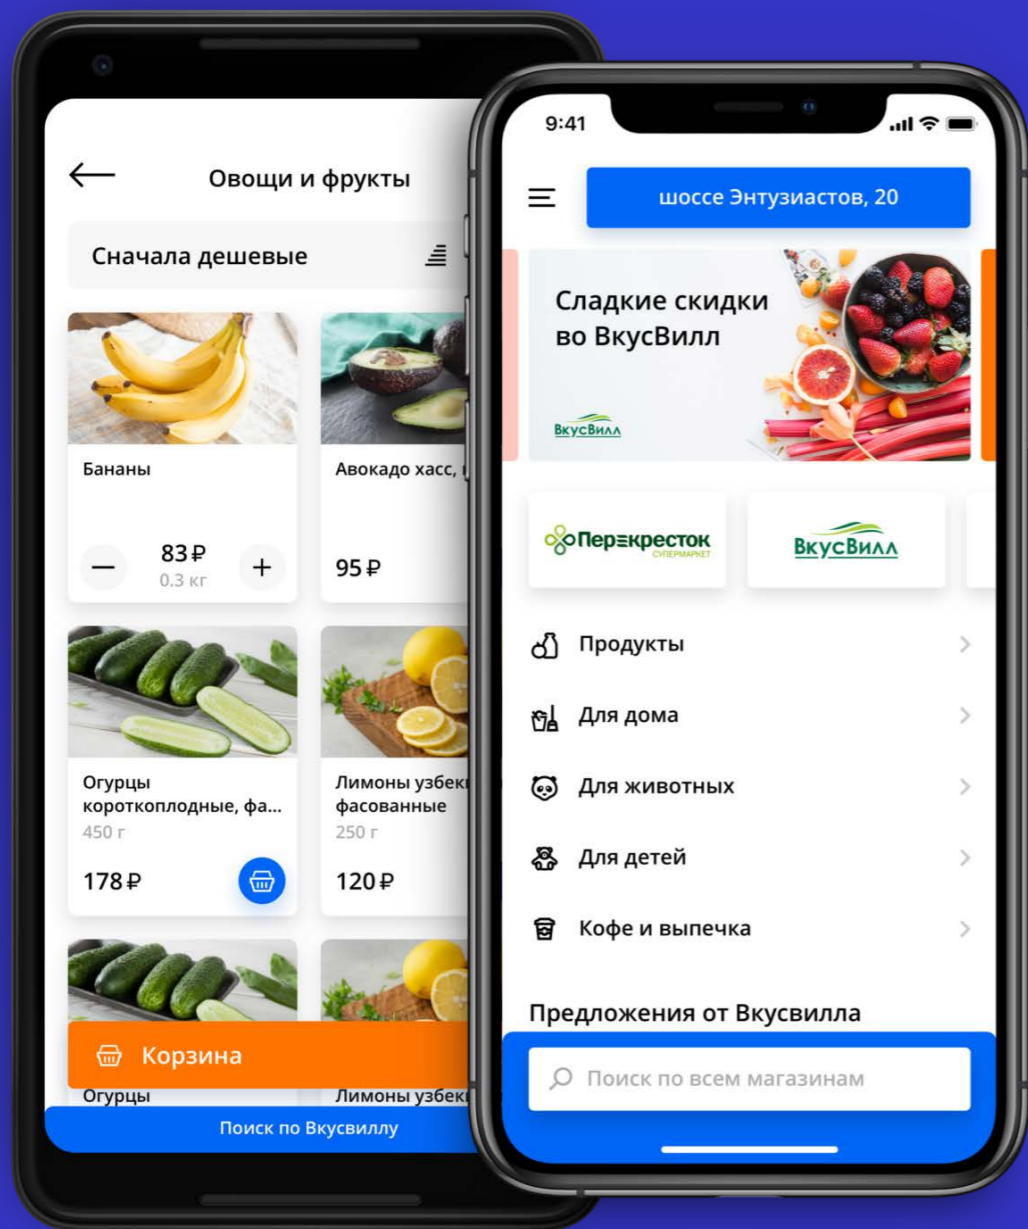 Овощи и фрукты
Сначала дешевые
Бананы
83 ₽
0.3 кг
Авокадо хасс,
95 ₽
Огурцы
короткоплодные, фа...
450 г
178 ₽
Лимоны
фасованные
250 г
120 ₽
Корзина
Огурцы
Лимоны
Поиск по Вкусвиллу
9:41
шоссе Энтузиастов, 20
Сладкие скидки
во ВкусВилл
ВкусВилл
Перекресток
СУПЕРМАРКЕТ
ВкусВилл
Продукты
Для дома
Для животных
Для детей
Кофе и выпечка
Предложения от Вкусвилла
Поиск по всем магазинам